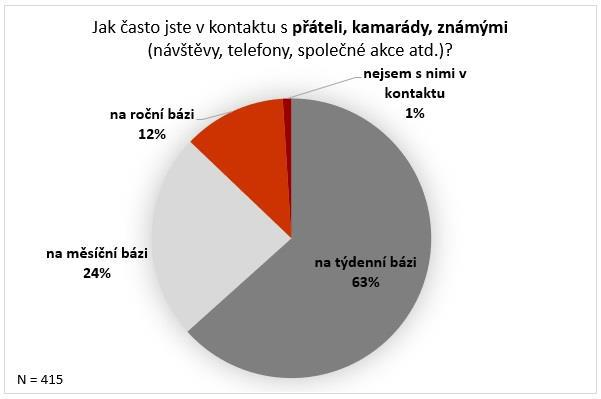 Jak často jste v kontaktu s přáteli, kamarády, známými
(návštěvy, telefony, společné akce atd.)?
nejsem s nimi v
kontaktu
1%
na roční bázi
12%
na měsíční bázi
24%
na týdenní bázi
63%
N = 415